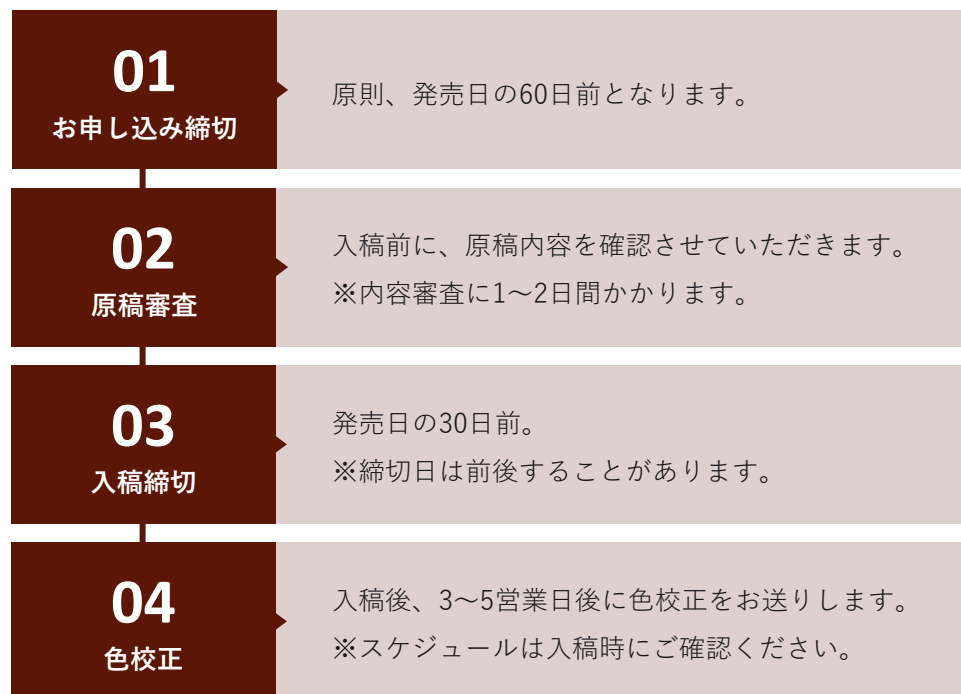 01
お申し込み締切
原則、発売日の60日前となります。
02
原稿審査
入稿前に、原稿内容を確認させていただきます。
※内容審査に1～2日間かかります。
03
入稿締切
発売日の30日前。
※締切日は前後することがあります。
04
色校正
入稿後、3～5営業日後に色校正をお送りします。
※スケジュールは入稿時にご確認ください。